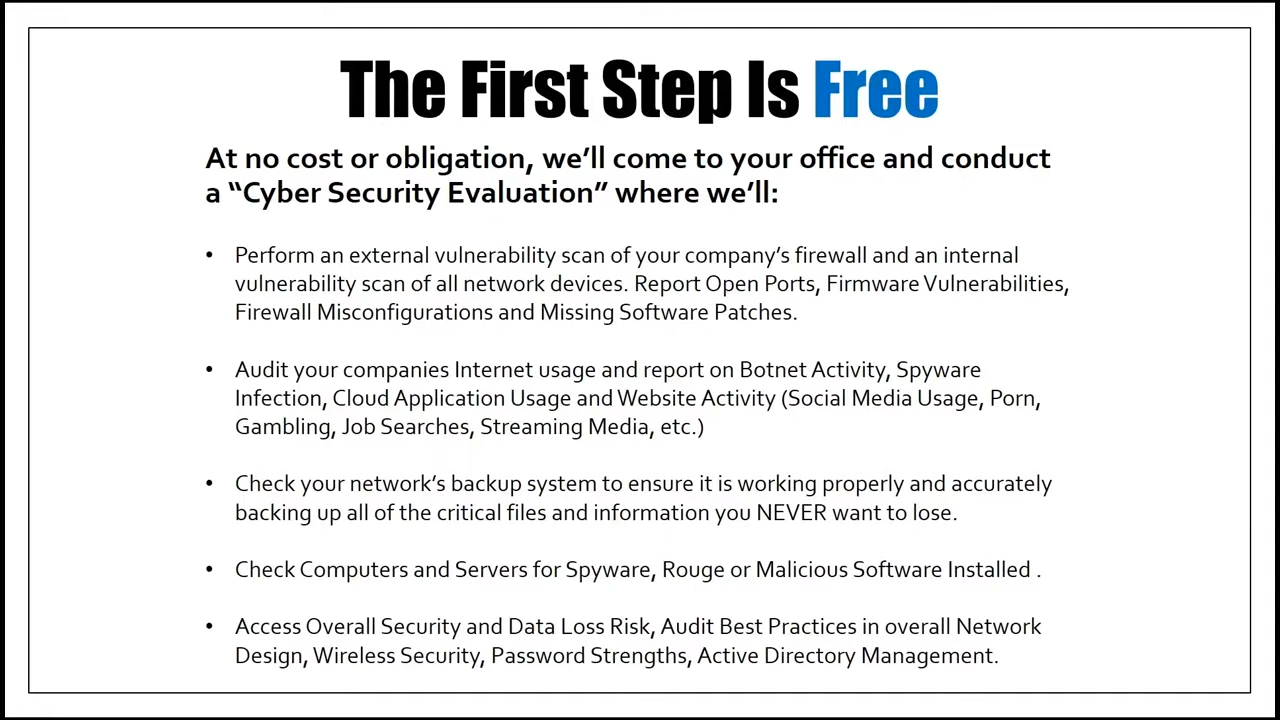 The First Step Is Free
At no cost or obligation, we’ll come to your office and conduct
a “Cyber Security Evaluation” where we’ll:
• Perform an external vulnerability scan of your company’s firewall and an internal
vulnerability scan of all network devices. Report Open Ports, Firmware Vulnerabilities,
Firewall Misconfigurations and Missing Software Patches.
• Audit your companies Internet usage and report on Botnet Activity, Spyware
Infection, Cloud Application Usage and Website Activity (Social Media Usage, Porn,
Gambling, Job Searches, Streaming Media, etc.)
• Check your network’s backup system to ensure it is working properly and accurately
backing up all of the critical files and information you NEVER want to lose.
• Check Computers and Servers for Spyware, Rouge or Malicious Software Installed .
• Access Overall Security and Data Loss Risk, Audit Best Practices in overall Network
Design, Wireless Security, Password Strengths, Active Directory Management.